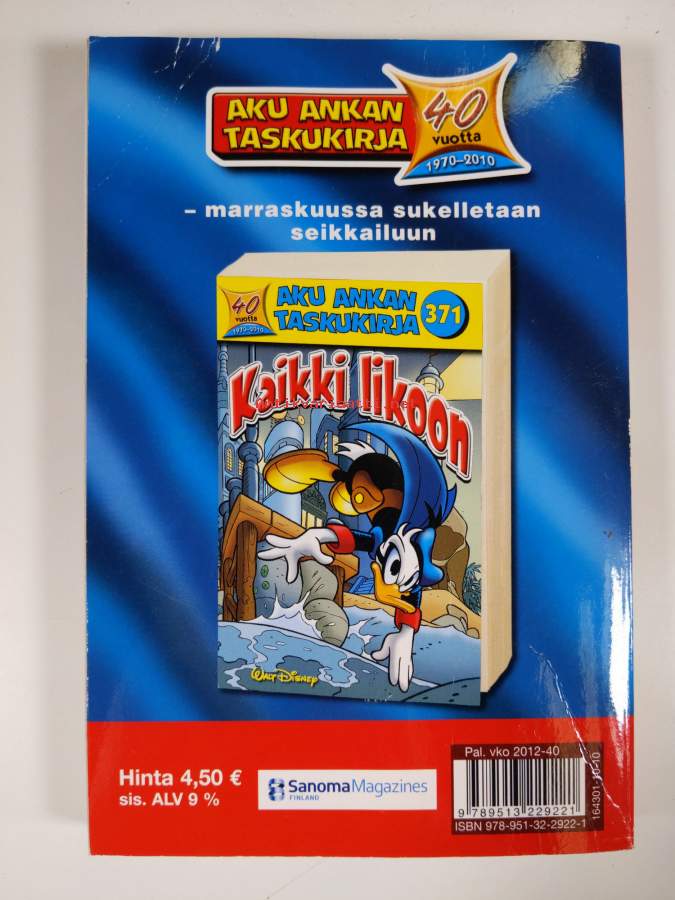 AKU ANKAN
TASKUKIRJA
40
vuotta
1970–2010
– marraskuussa sukelletaan
seikkailuun
40
vuotta
1970–2010
AKU ANKAN
TASKUKIRJA
371
Kaikki likoon
WALT DISNEY
Hinta 4,50 €
sis. ALV 9 %
SanomaMagazines
FINLAND
Pal. vko 2012-40
9 789513 229221
ISBN 978-951-32-2922-1